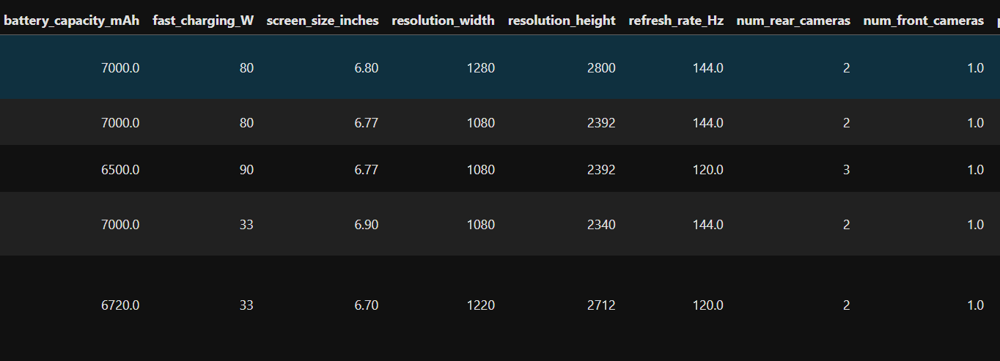 battery_capacity_mAh fast_charging_W screen_size_inches resolution_width resolution_height refresh_rate_Hz num_rear_cameras num_front_cameras
7000.0 80 6.80 1280 2800 144.0 2 1.0
7000.0 80 6.77 1080 2392 144.0 2 1.0
6500.0 90 6.77 1080 2392 120.0 3 1.0
7000.0 33 6.90 1080 2340 144.0 2 1.0
6720.0 33 6.70 1220 2712 120.0 2 1.0